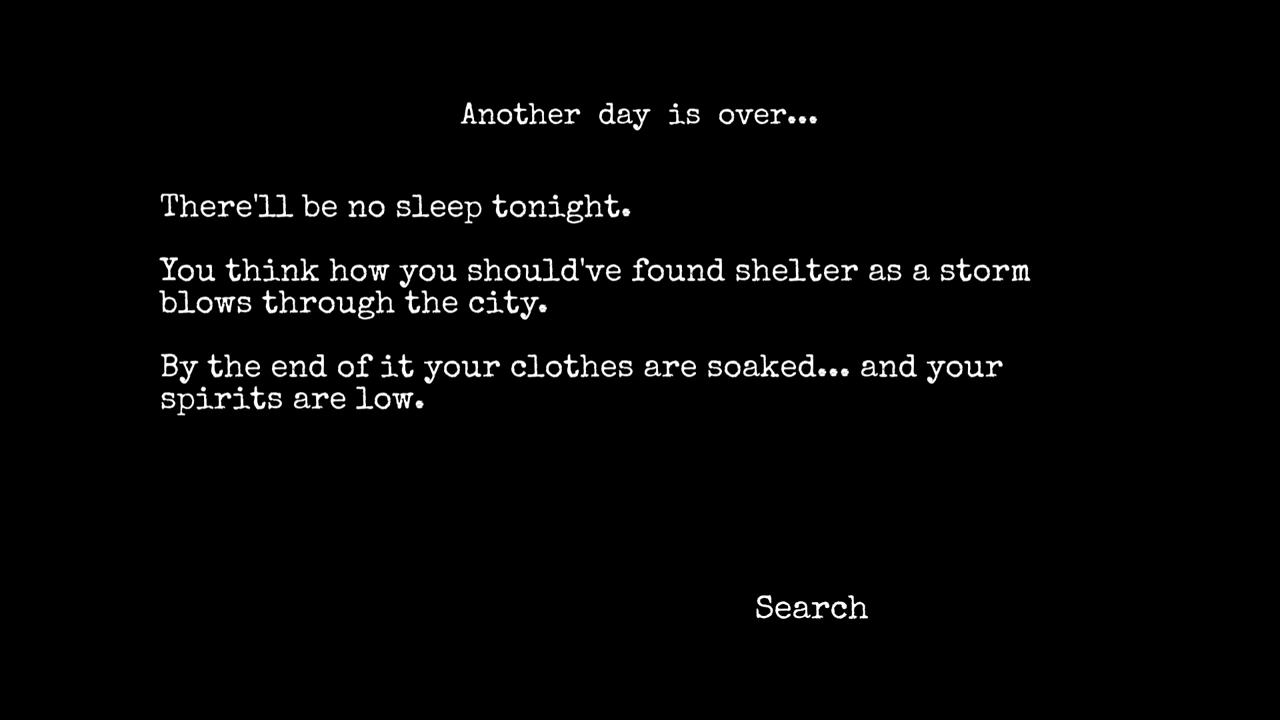 Another day is over...
There'll be no sleep tonight.
You think how you should've found shelter as a storm
blows through the city.
By the end of it your clothes are soaked... and your
spirits are low.
Search